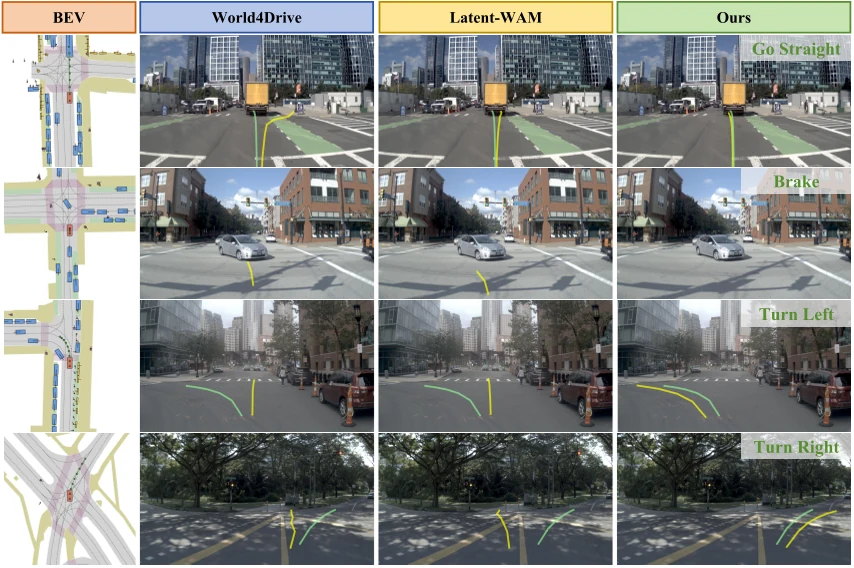 BEV
World4Drive
Latent-WAM
Ours
Go Straight
Brake
Turn Left
Turn Right